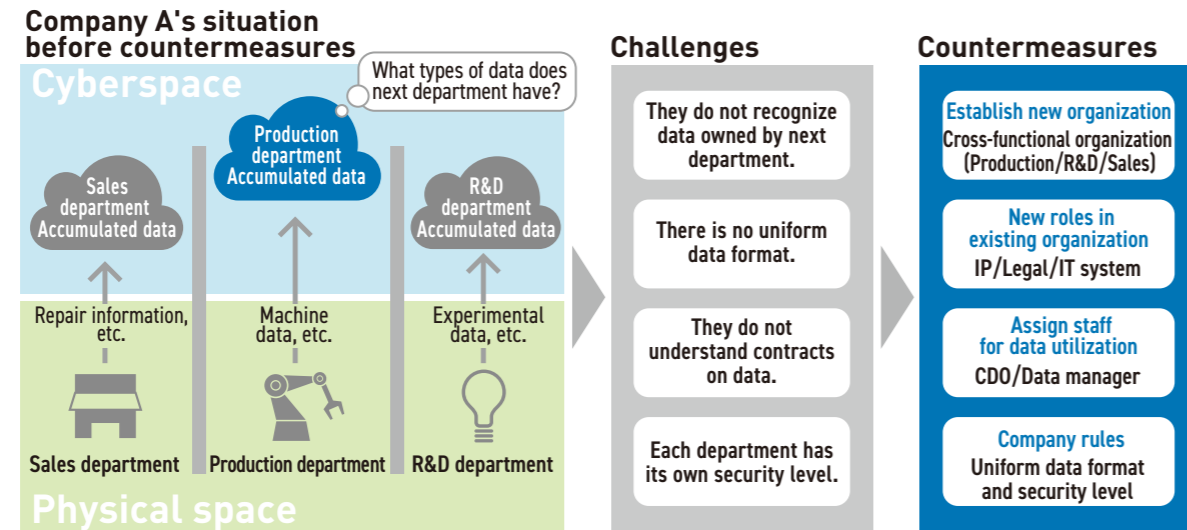 Company A's situation
before countermeasures
Cyberspace
What types of data does
next department have?
Production
department
Accumulated data
Sales
department
Accumulated data
R&D
department
Accumulated data
Repair information,
etc.
Machine
data, etc.
Experimental
data, etc.
Sales department
Production department
R&D department
Physical space
Challenges
They do not recognize
data owned by next
department.
There is no uniform
data format.
They do not
understand contracts
on data.
Each department has
its own security level.
Countermeasures
Establish new organization
Cross-functional organization
(Production/R&D/Sales)
New roles in
existing organization
IP/Legal/IT system
Assign staff
for data utilization
CDO/Data manager
Company rules
Uniform data format
and security level